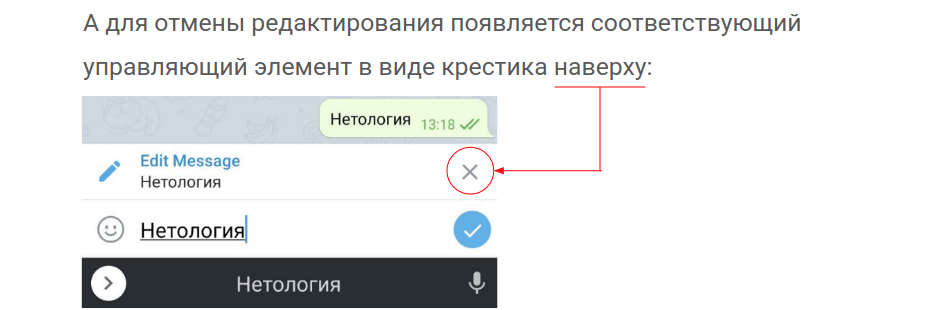 А для отмены редактирования появляется соответствующий
управляющий элемент в виде крестика наверху:
Нетология 13:18
Edit Message
Нетология
Нетология
Нетология